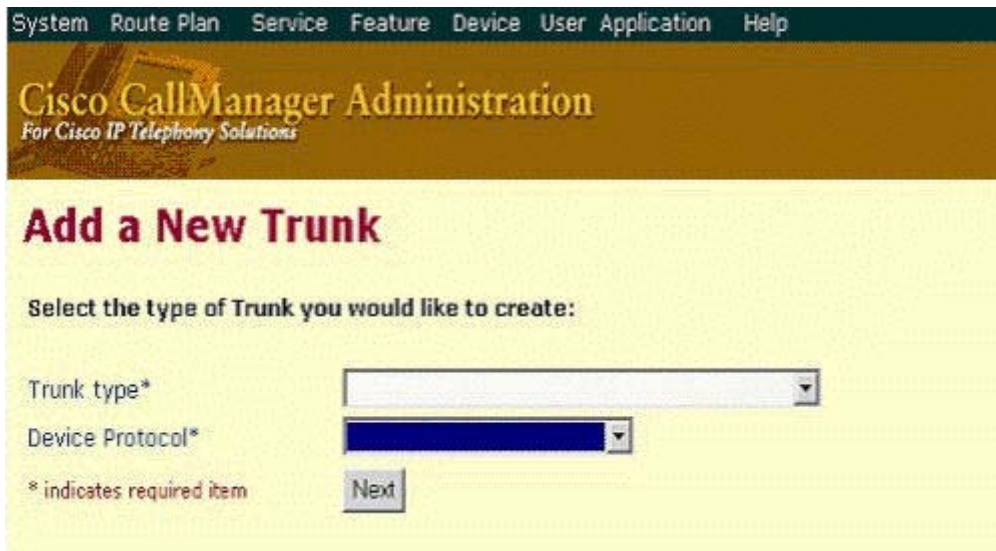 System Route Plan Service Feature Device User Application Help
Cisco CallManager Administration
For Cisco IP Telephony Solutions
Add a New Trunk
Select the type of Trunk you would like to create:
Trunk type*
Device Protocol*
* indicates required item Next